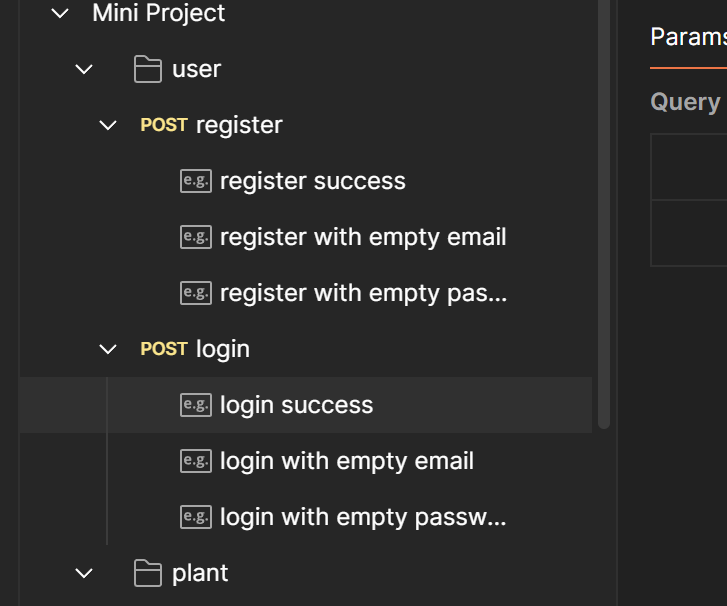 Mini Project
Params
user
Query
POST register
e.g. register success
e.g. register with empty email
e.g. register with empty pas...
POST login
e.g. login success
e.g. login with empty email
e.g. login with empty passw...
plant